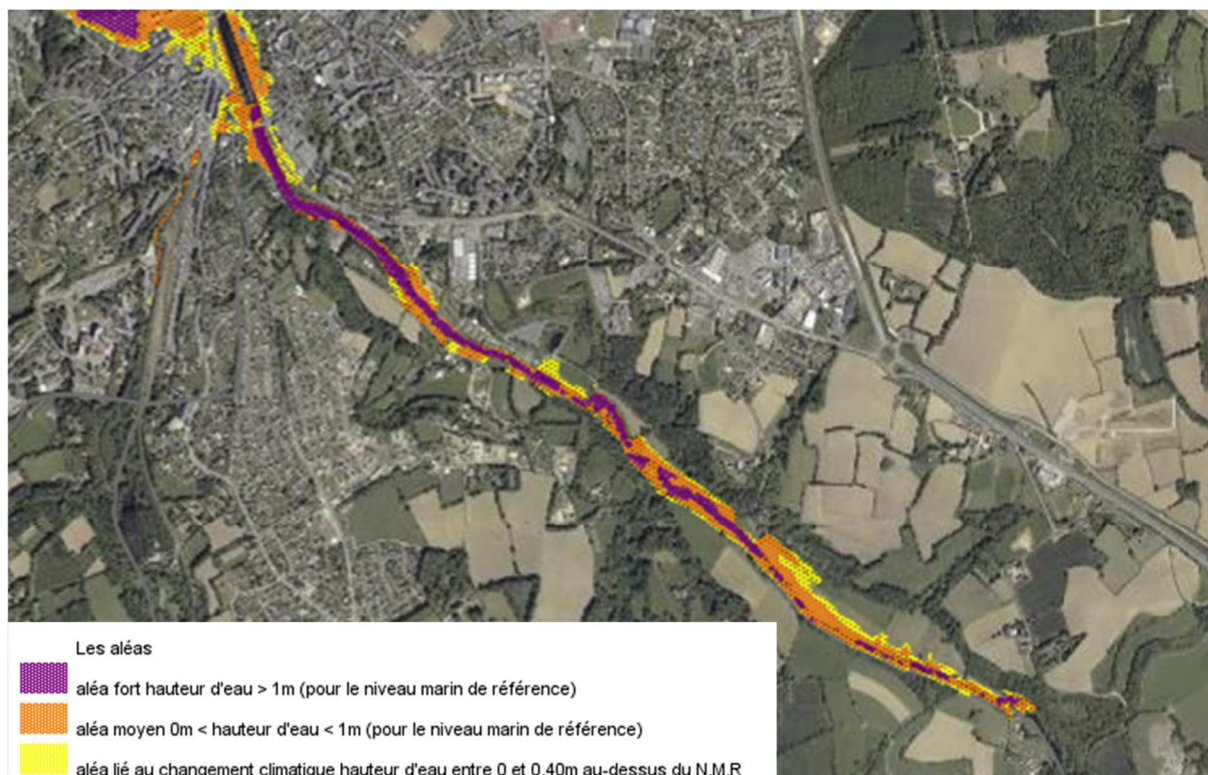 Les aléas
aléa fort hauteur d'eau > 1m (pour le niveau marin de référence)
aléa moyen 0m < hauteur d'eau < 1m (pour le niveau marin de référence)
aléa lié au changement climatique hauteur d'eau entre 0 et 0.40m au-dessus du N.M.R